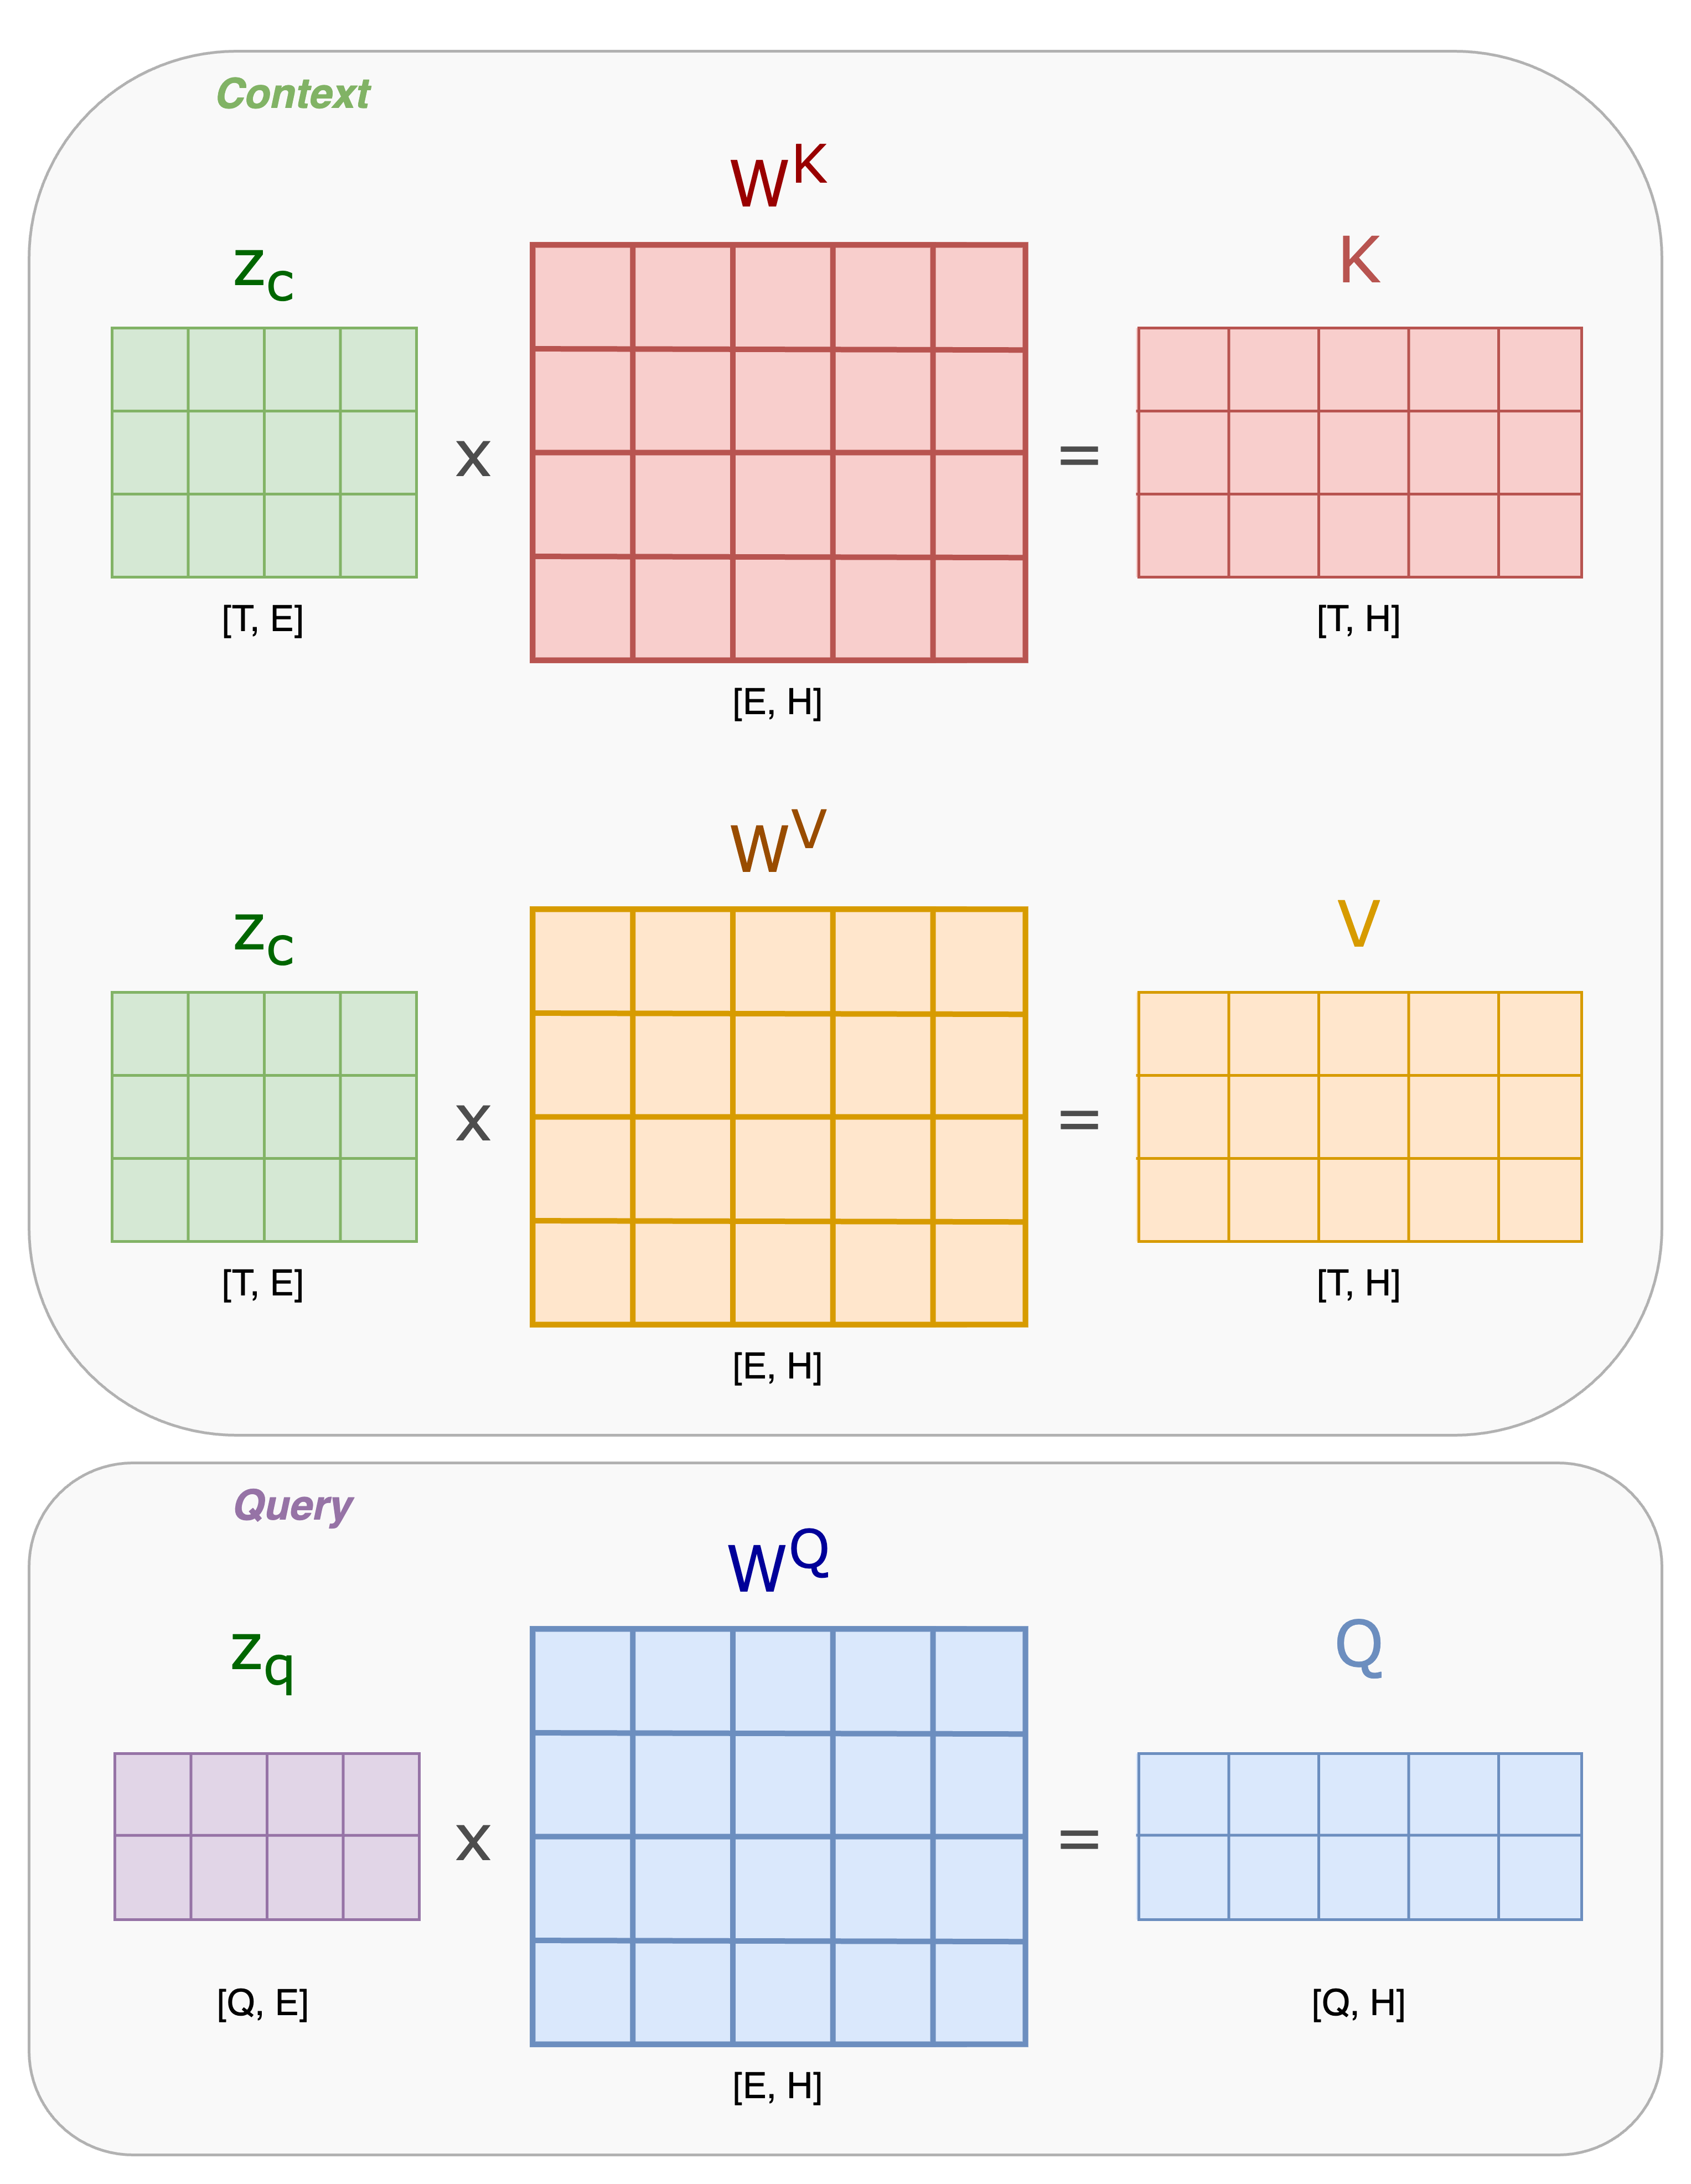 Context
W^K
z_c
K
x
=
[T, E]
[T, H]
[E, H]
W^V
z_c
V
x
=
[T, E]
[T, H]
[E, H]
Query
W^Q
z_q
Q
x
=
[Q, E]
[Q, H]
[E, H]